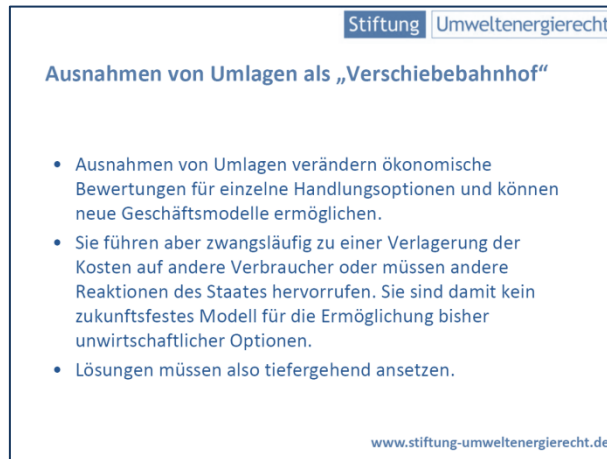 Stiftung Umweltenergierecht
Ausnahmen von Umlagen als „Verschiebebahnhof“
• Ausnahmen von Umlagen verändern ökonomische
Bewertungen für einzelne Handlungsoptionen und können
neue Geschäftsmodelle ermöglichen.
• Sie führen aber zwangsläufig zu einer Verlagerung der
Kosten auf andere Verbraucher oder müssen andere
Reaktionen des Staates hervorrufen. Sie sind damit kein
zukunftsfestes Modell für die Ermöglichung bisher
unwirtschaftlicher Optionen.
• Lösungen müssen also tiefergehend ansetzen.
www.stiftung-umweltenergierecht.de